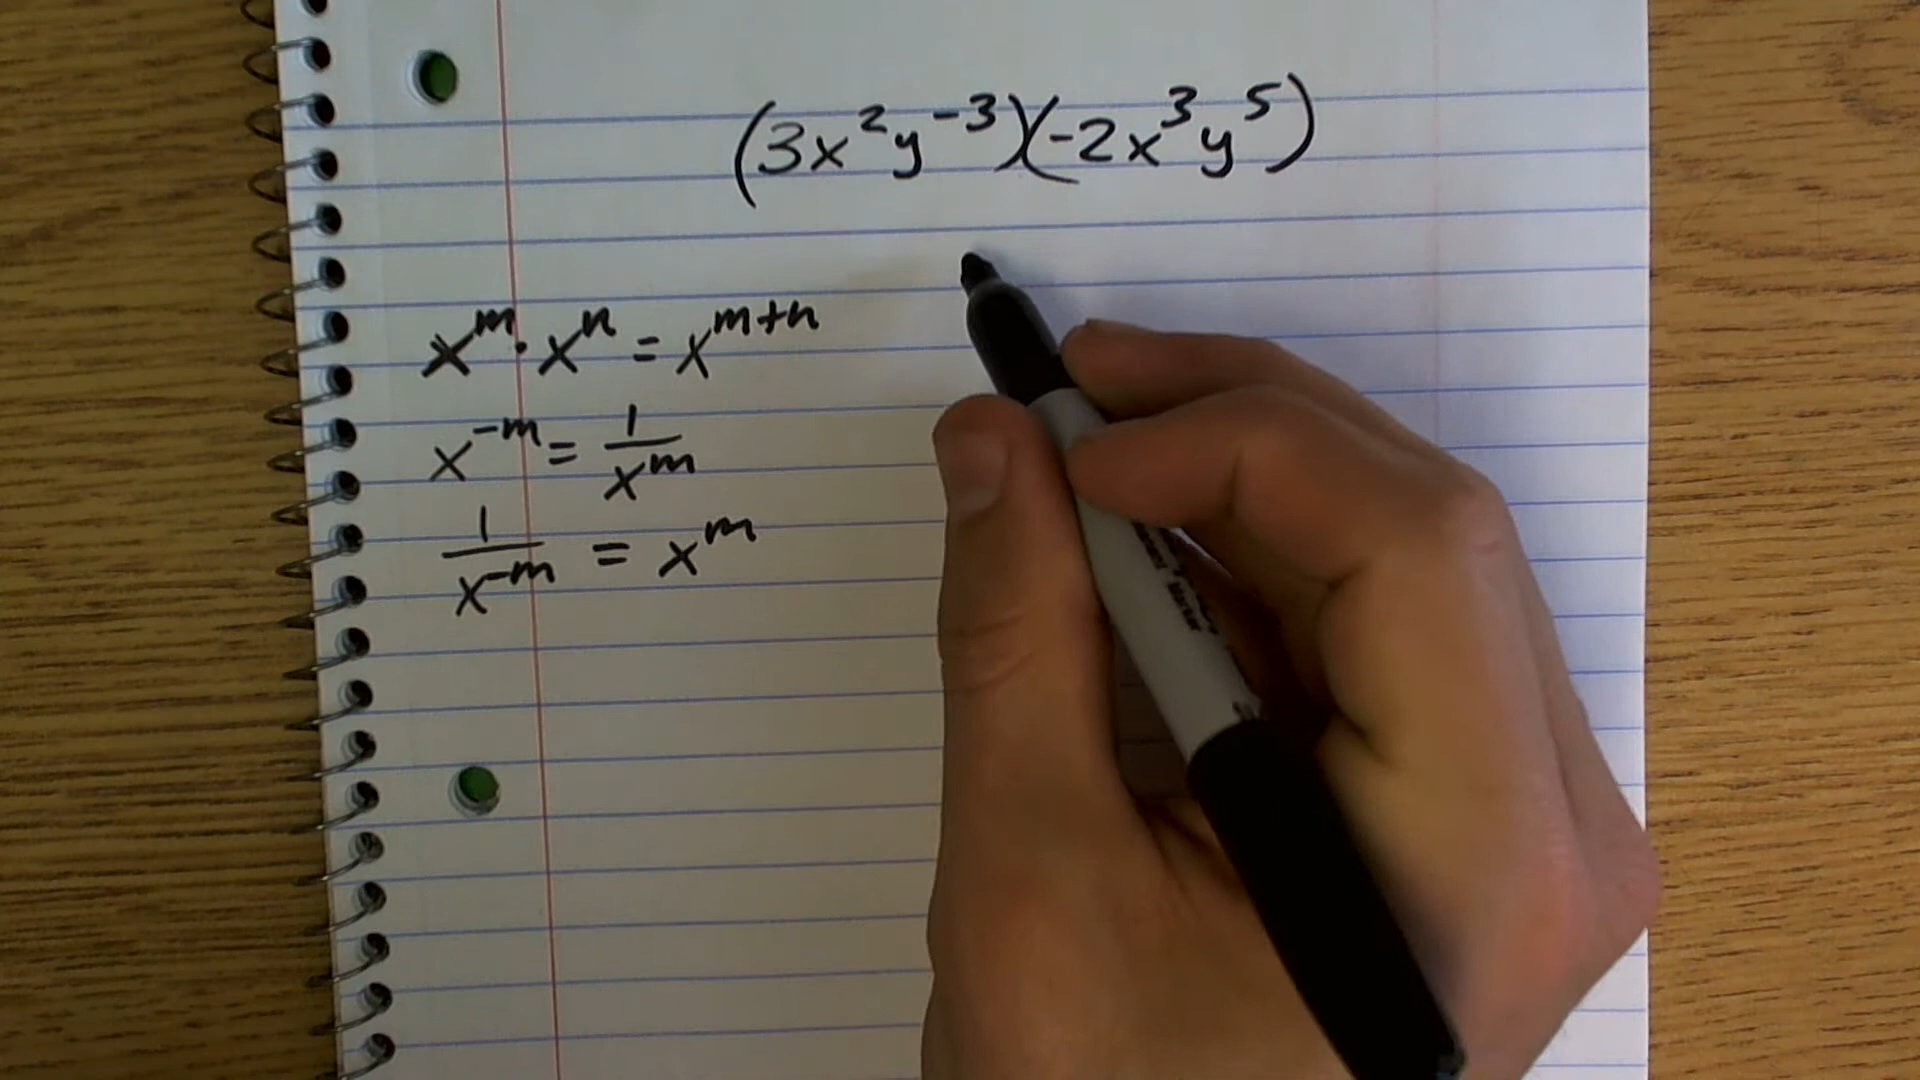 (3x²y⁻³)(-2x³y⁵)
xᵐ · xⁿ = xᵐ⁺ⁿ
x⁻ᵐ = 1/xᵐ
1/x⁻ᵐ = xᵐ